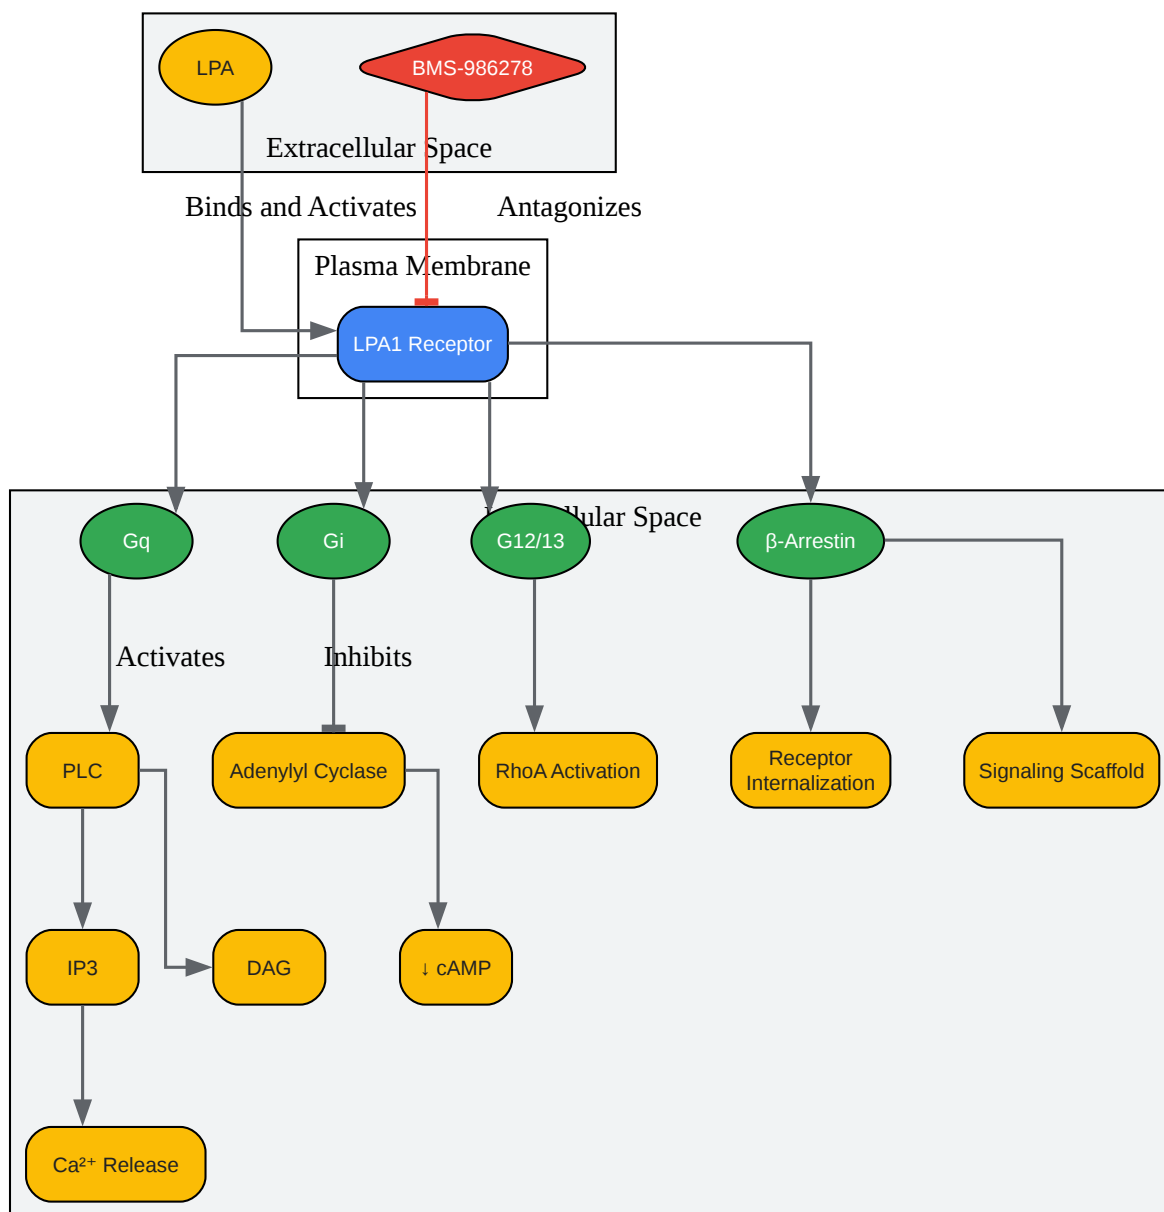 LPA
BMS-986278
Extracellular Space
Binds and Activates
Antagonizes
Plasma Membrane
LPA1 Receptor
Space
Gq
Gi
G12/13
β-Arrestin
Activates
Inhibits
PLC
Adenylyl Cyclase
RhoA Activation
Receptor
Internalization
Signaling Scaffold
IP3
DAG
↓ cAMP
Ca²⁺ Release